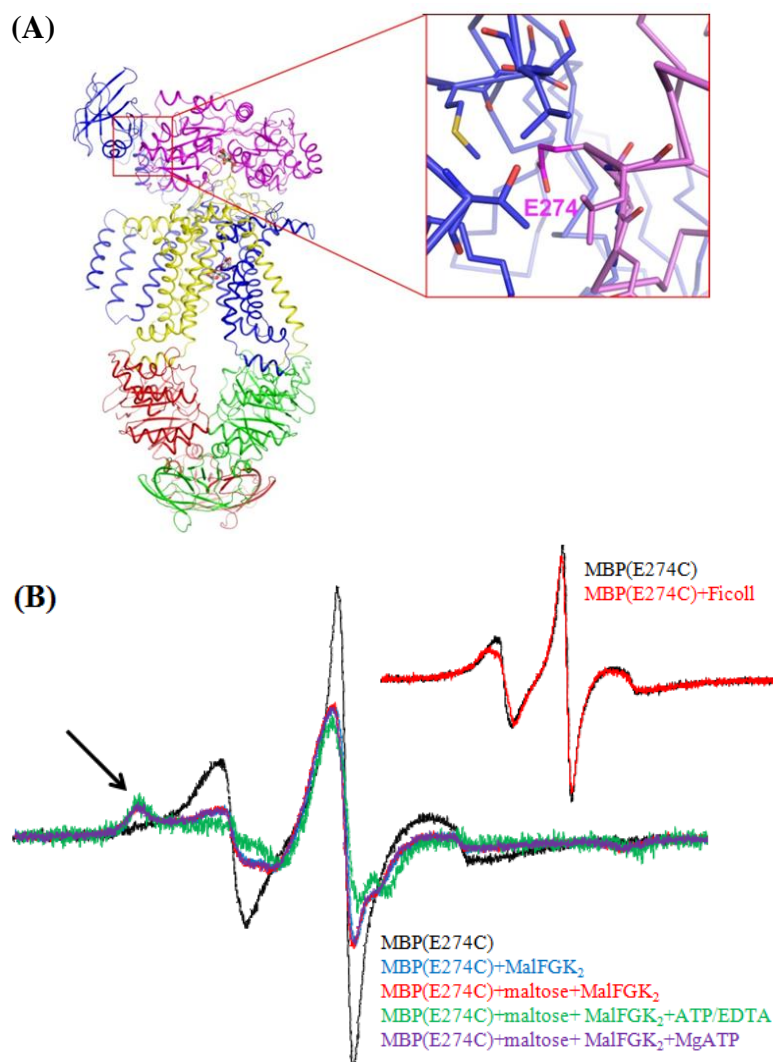 (A)
E274
(B)
MBP(E274C)
MBP(E274C)+Ficoll
MBP(E274C)
MBP(E274C)+MalFGK₂
MBP(E274C)+maltose+MalFGK₂
MBP(E274C)+maltose+ MalFGK₂+ATP/EDTA
MBP(E274C)+maltose+ MalFGK₂+MgATP